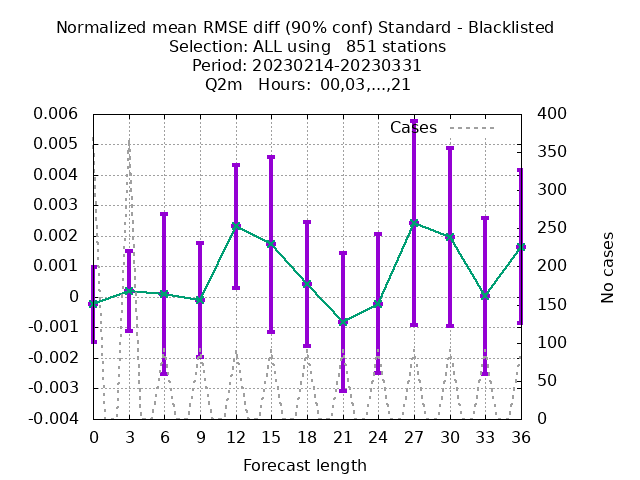 Normalized mean RMSE diff (90% conf) Standard - Blacklisted
Selection: ALL using   851 stations
Period: 20230214-20230331
Q2m   Hours:  00,03,...,21
Cases
0.006
0.005
0.004
0.003
0.002
0.001
0
-0.001
-0.002
-0.003
-0.004
400
350
300
250
200
150
100
50
0
No cases
0 3 6 9 12 15 18 21 24 27 30 33 36
Forecast length